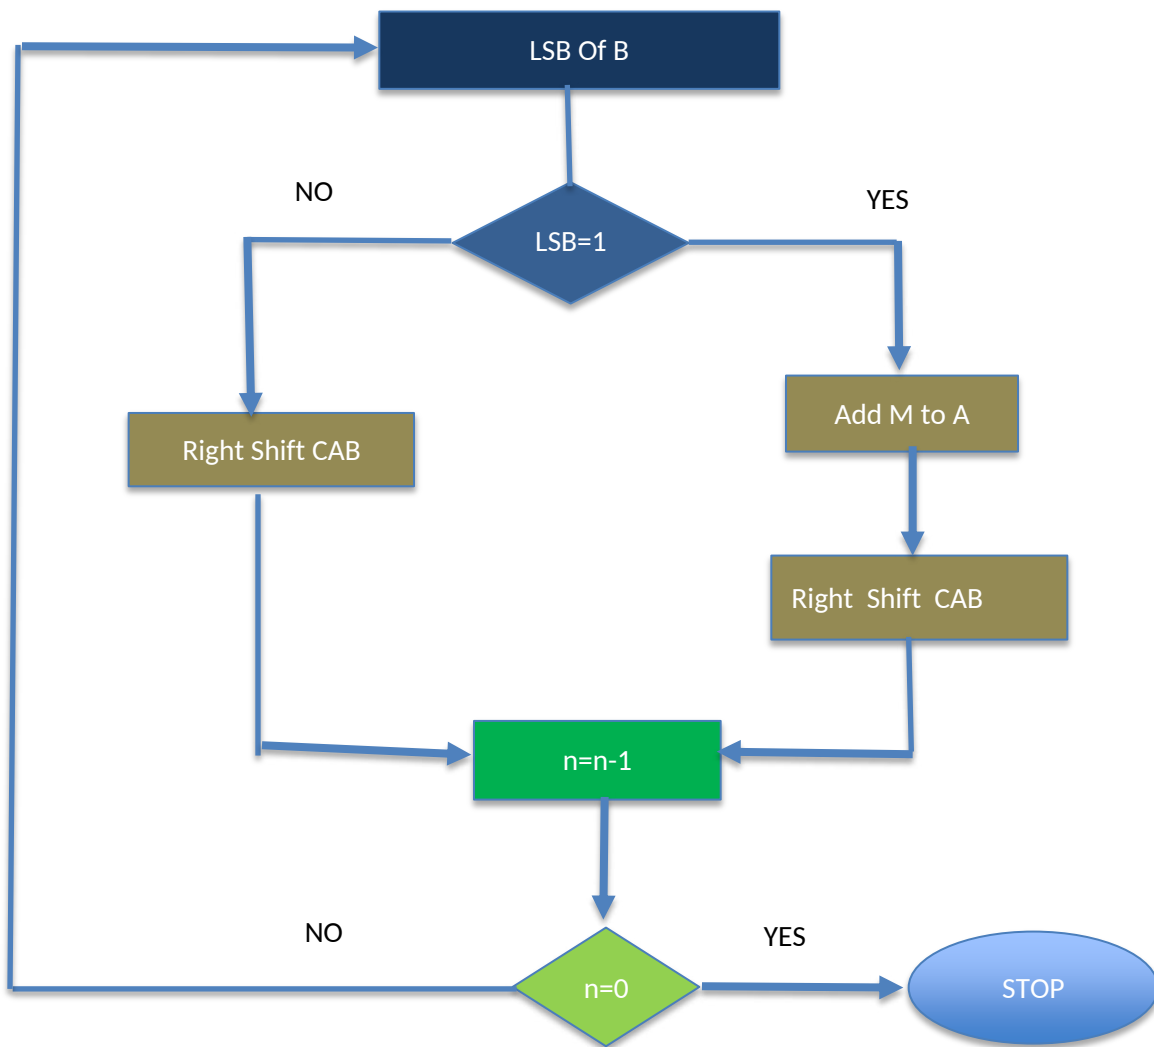 LSB Of B
NO
YES
LSB=1
Add M to A
Right Shift CAB
Right Shift CAB
n=n-1
NO
YES
n=0
STOP